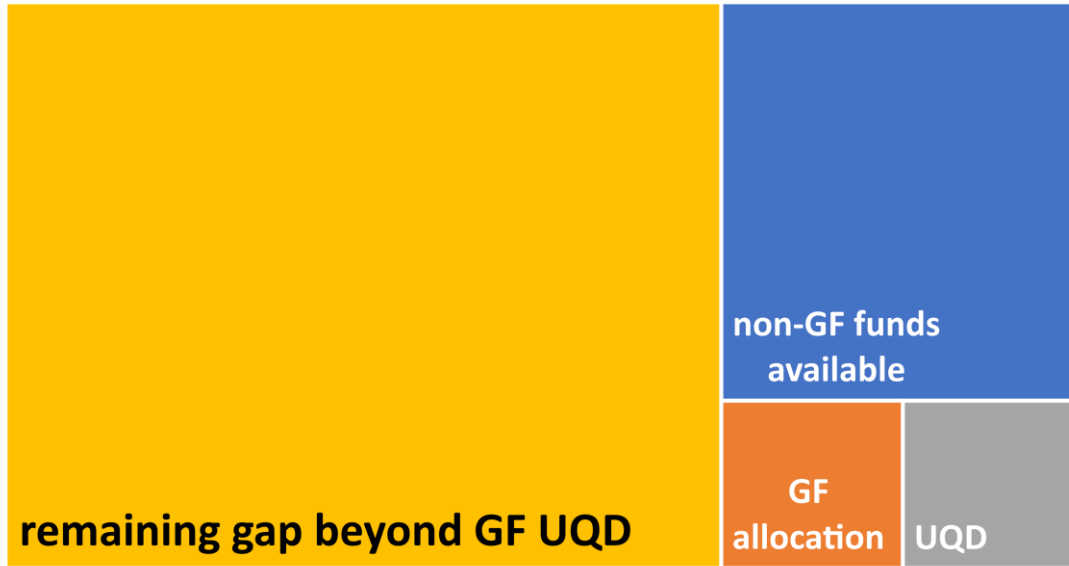 remaining gap beyond GF UQD
non-GF funds
available
GF
allocation
UQD